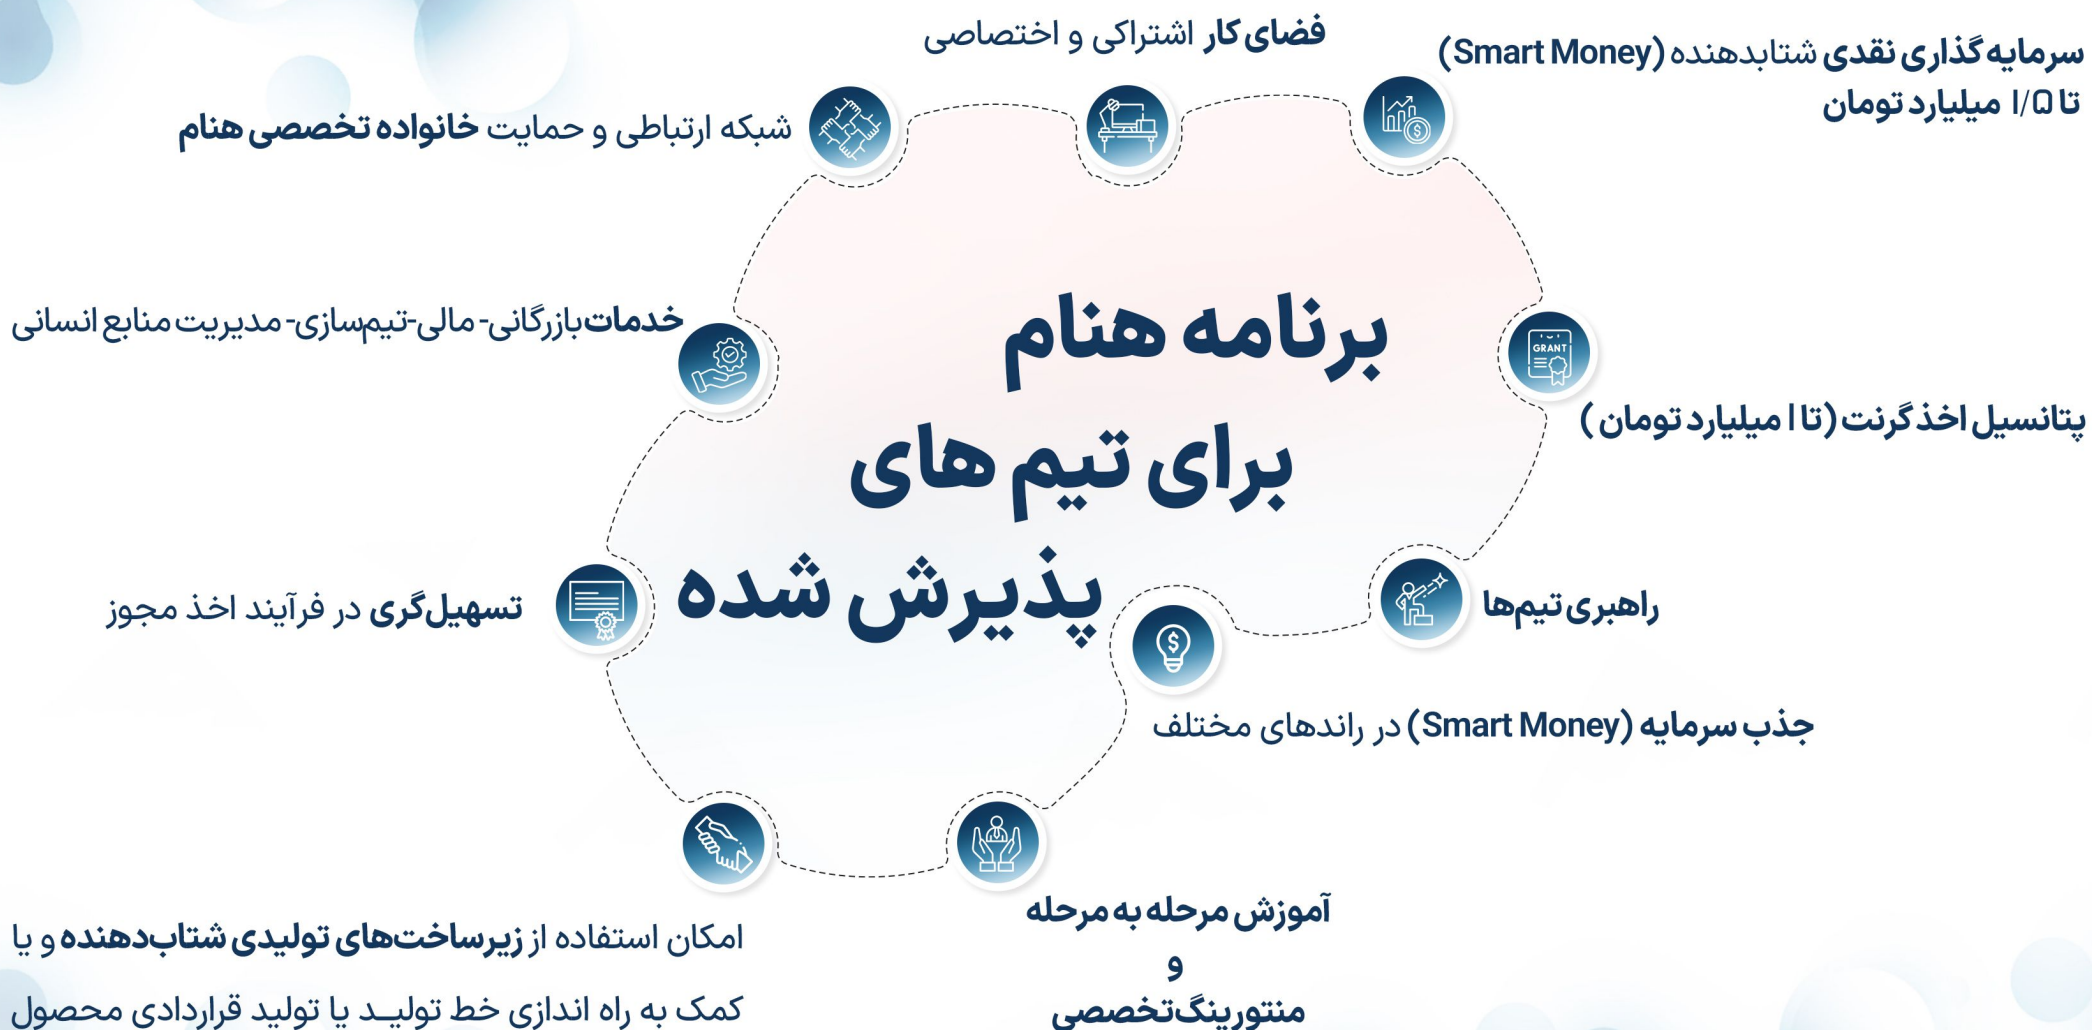 فضای کار اشتراکی و اختصاصی
سرمایه گذاری نقدی شتابدهنده (Smart Money)
تا ۱/۵ میلیارد تومان
شبکه ارتباطی و حمایت خانواده تخصصی هنام
خدمات بازرگانی- مالی-تیم‌سازی- مدیریت منابع انسانی
برنامه هنام
برای تیم های
پذیرش شده
GRANT
پتانسیل اخذ گرنت (تا ۱ میلیارد تومان )
تسهیل‌گری در فرآیند اخذ مجوز
راهبری تیم‌ها
جذب سرمایه (Smart Money) در راندهای مختلف
آموزش مرحله به مرحله
و
منتورینگ تخصصی
امکان استفاده از زیرساخت‌های تولیدی شتاب‌دهنده و یا
کمک به راه اندازی خط تولیـد یا تولید قراردادی محصول